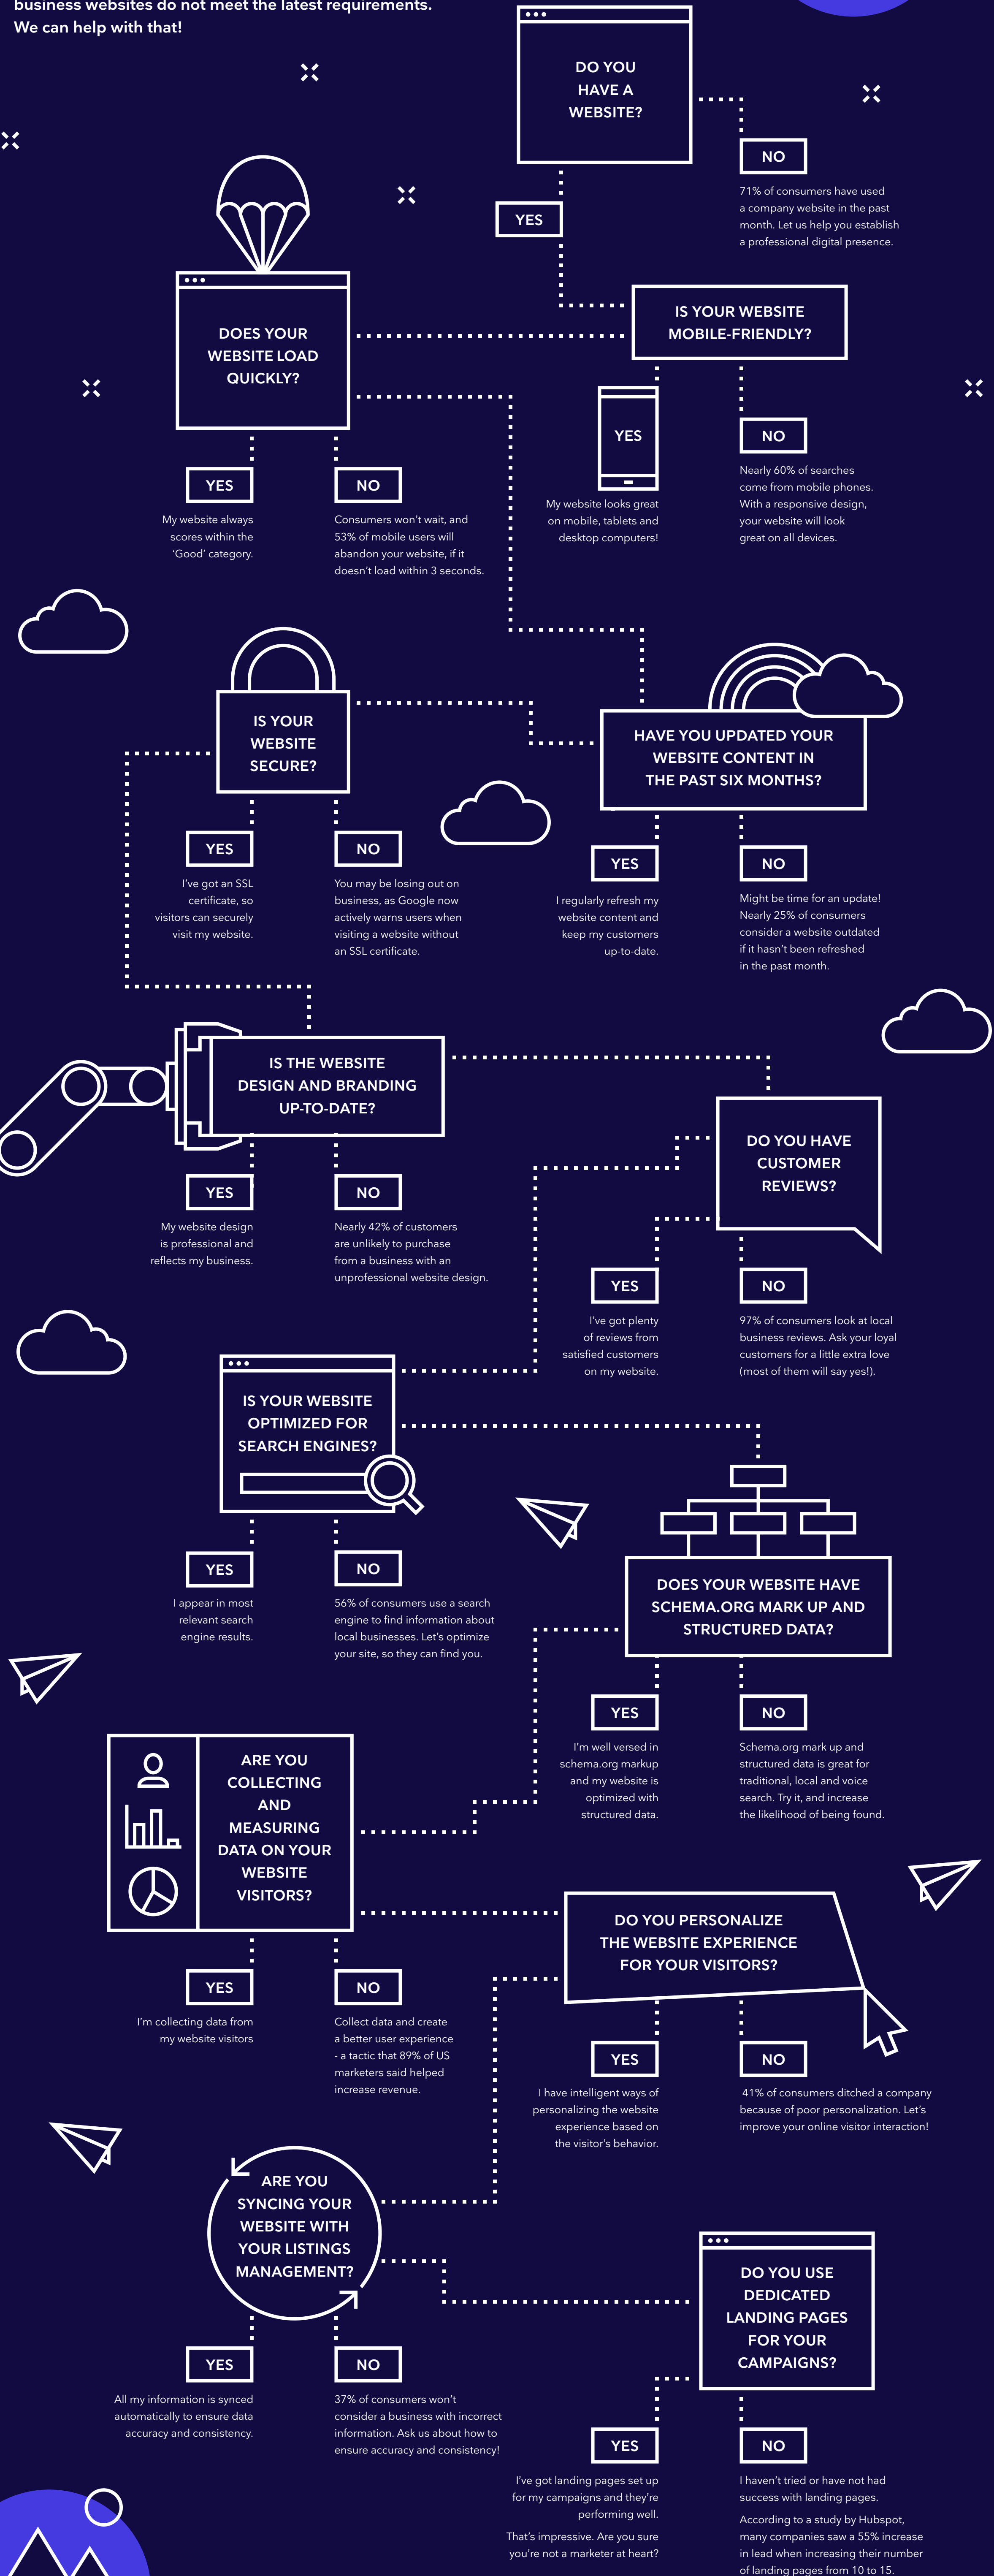 business websites do not meet the latest requirements.
We can help with that!
DO YOU
HAVE A
WEBSITE?
NO
71% of consumers have used
a company website in the past
month. Let us help you establish
a professional digital presence.
YES
IS YOUR WEBSITE
MOBILE-FRIENDLY?
YES
My website looks great
on mobile, tablets and
desktop computers!
NO
Nearly 60% of searches
come from mobile phones.
With a responsive design,
your website will look
great on all devices.
DOES YOUR
WEBSITE LOAD
QUICKLY?
YES
My website always
scores within the
‘Good’ category.
NO
Consumers won’t wait, and
53% of mobile users will
abandon your website, if it
doesn’t load within 3 seconds.
HAVE YOU UPDATED YOUR
WEBSITE CONTENT IN
THE PAST SIX MONTHS?
YES
I regularly refresh my
website content and
keep my customers
up-to-date.
NO
Might be time for an update!
Nearly 25% of consumers
consider a website outdated
if it hasn’t been refreshed
in the past month.
IS YOUR
WEBSITE
SECURE?
YES
I’ve got an SSL
certificate, so
visitors can securely
visit my website.
NO
You may be losing out on
business, as Google now
actively warns users when
visiting a website without
an SSL certificate.
IS THE WEBSITE
DESIGN AND BRANDING
UP-TO-DATE?
YES
My website design
is professional and
reflects my business.
NO
Nearly 42% of customers
are unlikely to purchase
from a business with an
unprofessional website design.
DO YOU HAVE
CUSTOMER
REVIEWS?
YES
I’ve got plenty
of reviews from
satisfied customers
on my website.
NO
97% of consumers look at local
business reviews. Ask your loyal
customers for a little extra love
(most of them will say yes!).
IS YOUR WEBSITE
OPTIMIZED FOR
SEARCH ENGINES?
YES
I appear in most
relevant search
engine results.
NO
56% of consumers use a search
engine to find information about
local businesses. Let’s optimize
your site, so they can find you.
DOES YOUR WEBSITE HAVE
SCHEMA.ORG MARK UP AND
STRUCTURED DATA?
YES
I’m well versed in
schema.org markup
and my website is
optimized with
structured data.
NO
Schema.org mark up and
structured data is great for
traditional, local and voice
search. Try it, and increase
the likelihood of being found.
ARE YOU
COLLECTING
AND
MEASURING
DATA ON YOUR
WEBSITE
VISITORS?
YES
I’m collecting data from
my website visitors
NO
Collect data and create
a better user experience
- a tactic that 89% of US
marketers said helped
increase revenue.
DO YOU PERSONALIZE
THE WEBSITE EXPERIENCE
FOR YOUR VISITORS?
YES
I have intelligent ways of
personalizing the website
experience based on
the visitor’s behavior.
NO
41% of consumers ditched a company
because of poor personalization. Let’s
improve your online visitor interaction!
ARE YOU
SYNCING YOUR
WEBSITE WITH
YOUR LISTINGS
MANAGEMENT?
YES
All my information is synced
automatically to ensure data
accuracy and consistency.
NO
37% of consumers won’t
consider a business with incorrect
information. Ask us about how to
ensure accuracy and consistency!
DO YOU USE
DEDICATED
LANDING PAGES
FOR YOUR
CAMPAIGNS?
YES
I’ve got landing pages set up
for my campaigns and they’re
performing well.
That’s impressive. Are you sure
you’re not a marketer at heart?
NO
I haven’t tried or have not had
success with landing pages.
According to a study by Hubspot,
many companies saw a 55% increase
in lead when increasing their number
of landing pages from 10 to 15.